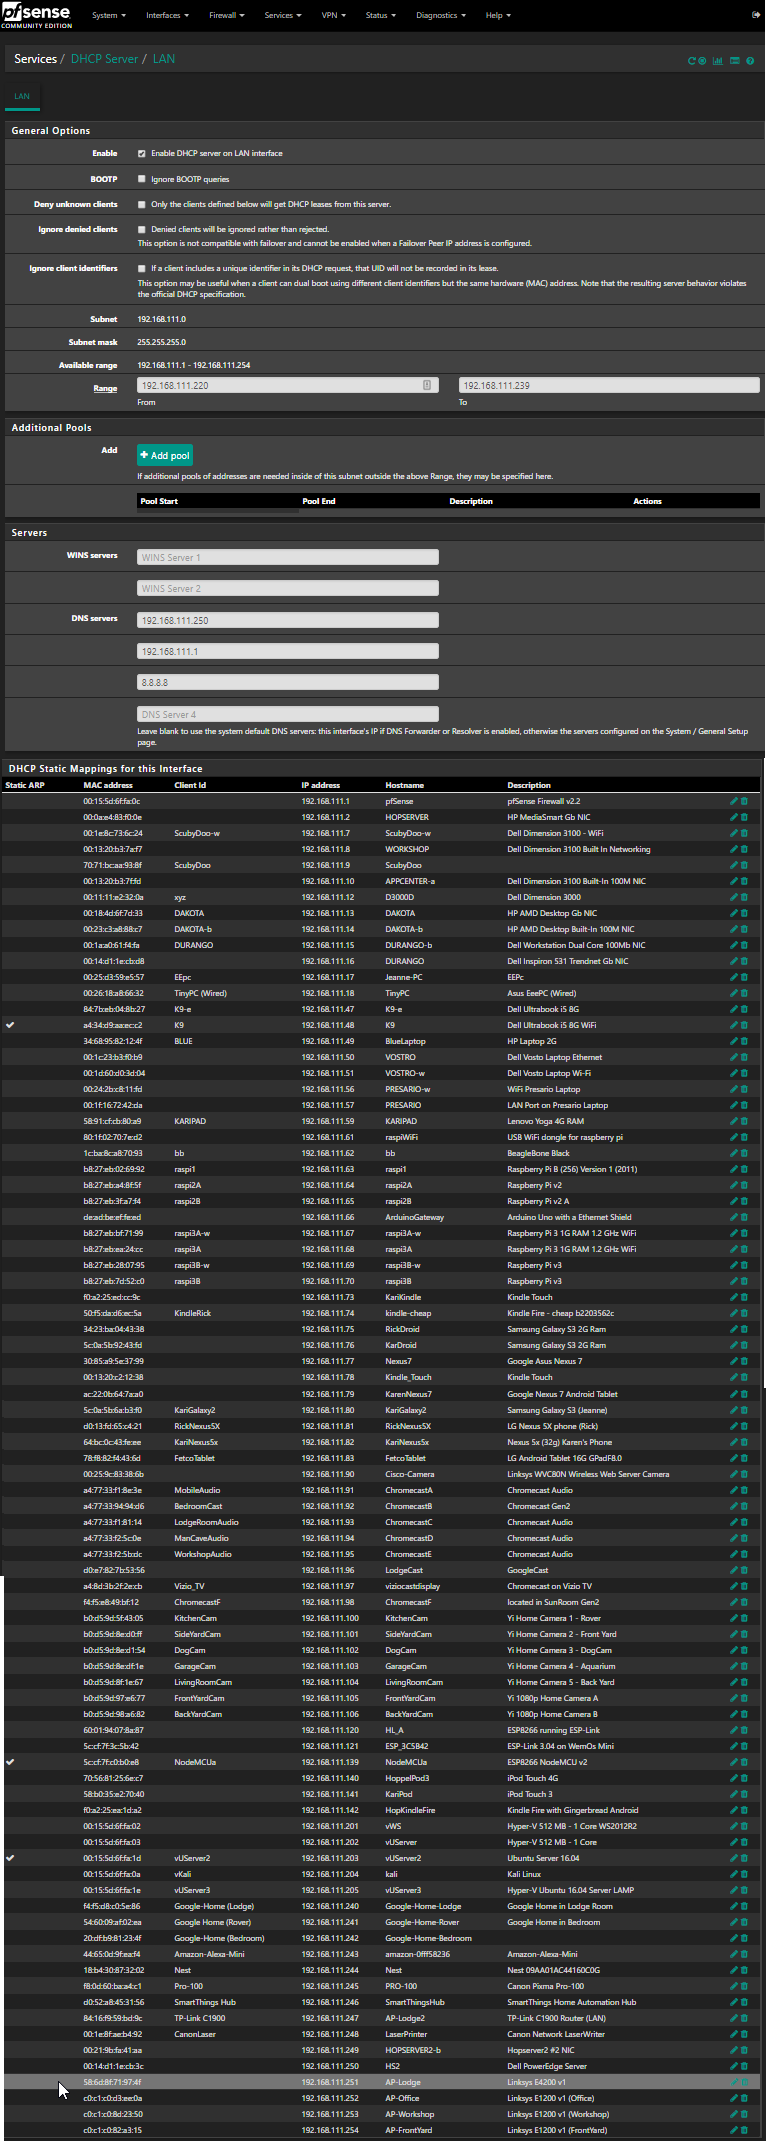 pfsense
COMMUNITY EDITION
System Interfaces Firewall Services VPN Status Diagnostics Help
Services / DHCP Server / LAN
LAN
General Options
Enable Enable DHCP server on LAN interface
BOOTP Ignore BOOTP queries
Deny unknown clients Only the clients defined below will get DHCP leases from this server.
Ignore denied clients Denied clients will be ignored rather than rejected.
This option is not compatible with failover and cannot be enabled when a Failover Peer IP address is configured.
Ignore client identifiers If a client includes a unique identifier in its DHCP request, that UID will not be recorded in its lease.
This option may be useful when a client can dual boot using different client identifiers but the same hardware (MAC) address. Note that the resulting server behavior violates
the official DHCP specification.
Subnet 192.168.111.0
Subnet mask 255.255.255.0
Available range 192.168.111.1 - 192.168.111.254
Range 192.168.111.220 192.168.111.239
From To
Additional Pools
Add Add pool
If additional pools of addresses are needed inside of this subnet outside the above Range, they may be specified here.
Pool Start Pool End Description Actions
Servers
WINS servers WINS Server 1
WINS Server 2
DNS servers 192.168.111.250
192.168.111.1
8.8.8.8
DNS Server 4
Leave blank to use the system default DNS servers: this interface's IP if DNS Forwarder or Resolver is enabled, otherwise the servers configured on the System / General Setup
page.
DHCP Static Mappings for this Interface
Static ARP MAC address Client Id IP address Hostname Description
00:15:5d:6f:fa:0c 192.168.111.1 pfSense pfSense Firewall v2.2
00:0a:e4:83:f0:0e 192.168.111.2 HOPSERVER HP MediaSmart Gb NIC
00:1e:8c:73:6c:24 ScubyDoo-w 192.168.111.7 ScubyDoo-w Dell Dimension 3100 - WiFi
00:13:20:b3:7a:f7 192.168.111.8 WORKSHOP Dell Dimension 3100 Built In Networking
70:71:bc:aa:93:8f ScubyDoo 192.168.111.9 ScubyDoo
00:13:20:b3:7f:fd 192.168.111.10 APPCENTER-a Dell Dimension 3100 Built-In 100M NIC
00:11:11:e2:32:0a xyz 192.168.111.12 D3000D Dell Dimension 3000
00:18:4d:6f:7d:33 DAKOTA 192.168.111.13 DAKOTA HP AMD Desktop Gb NIC
00:23:c3:a8:88:c7 DAKOTA-b 192.168.111.14 DAKOTA-b HP AMD Desktop Built-In 100M NIC
00:1a:a0:61:f4:fa DURANGO 192.168.111.15 DURANGO-b Dell Workstation Dual Core 100Mb NIC
00:14:d1:1e:cb:d8 192.168.111.16 DURANGO Dell Inspiron 531 Trendnet Gb NIC
00:25:d3:59:e5:57 EEpc 192.168.111.17 Jeanne-PC EEPc
00:26:18:a8:66:32 TinyPC (Wired) 192.168.111.18 TinyPC Asus EeePC (Wired)
84:7b:eb:04:8b:27 192.168.111.47 K9-e Dell Ultrabook i5 8G
a4:34:d9:aa:ec:c2 K9 192.168.111.48 K9 Dell Ultrabook i5 8G WiFi
34:68:95:82:12:4f BLUE 192.168.111.49 BlueLaptop HP Laptop 2G
00:1c:23:b3:f0:b9 192.168.111.50 VOSTRO Dell Vosto Laptop Ethernet
00:1d:60:d0:3d:04 192.168.111.51 VOSTRO-w Dell Vosto Laptop Wi-Fi
00:24:2b:c8:11:fd 192.168.111.56 PRESARIO-w WiFi Presario Laptop
00:1f:16:72:42:da 192.168.111.57 PRESARIO LAN Port on Presario Laptop
58:91:cf:cb:80:a9 KARIPAD 192.168.111.59 KARIPAD Lenovo Yoga 4G RAM
80:1f:02:70:7e:d2 192.168.111.61 raspiWiFi USB WiFi dongle for raspberry pi
1c:ba:8c:a8:70:93 bb 192.168.111.62 bb BeagleBone Black
b8:27:eb:02:69:92 raspi1 192.168.111.63 raspi1 Raspberry Pi B (256) Version 1 (2011)
b8:27:eb:a4:8f:5f raspi2A 192.168.111.64 raspi2A Raspberry Pi v2
b8:27:eb:3f:a7:f4 raspi2B 192.168.111.65 raspi2B Raspberry Pi v2 A
de:ad:be:ef:fe:ed 192.168.111.66 ArduinoGateway Arduino Uno with a Ethernet Shield
b8:27:eb:bf:71:99 raspi3A-w 192.168.111.67 raspi3A-w Raspberry Pi 3 1G RAM 1.2 GHz WiFi
b8:27:eb:ea:24:cc raspi3A 192.168.111.68 raspi3A Raspberry Pi 3 1G RAM 1.2 GHz WiFi
b8:27:eb:28:07:95 raspi3B-w 192.168.111.69 raspi3B-w Raspberry Pi v3
b8:27:eb:7d:52:c0 raspi3B 192.168.111.70 raspi3B Raspberry Pi v3
f0:a2:25:ed:cc:9c 192.168.111.73 KariKindle Kindle Touch
50:f5:da:d6:ec:5a KindleRick 192.168.111.74 kindle-cheap Kindle Fire - cheap b2203562c
34:23:ba:04:43:38 192.168.111.75 RickDroid Samsung Galaxy S3 2G Ram
5c:0a:5b:92:43:fd 192.168.111.76 KarDroid Samsung Galaxy S3 2G Ram
30:85:a9:5e:37:99 192.168.111.77 Nexus7 Google Asus Nexus 7
00:13:20:c2:12:38 192.168.111.78 Kindle_Touch Kindle Touch
ac:22:0b:64:7a:a0 192.168.111.79 KarenNexus7 Google Nexus 7 Android Tablet
5c:0a:5b:6a:b3:f0 KariGalaxy2 192.168.111.80 KariGalaxy2 Samsung Galaxy S3 (Jeanne)
d0:13:fd:65:c4:21 RickNexus5X 192.168.111.81 RickNexus5X LG Nexus 5X phone (Rick)
64:bc:0c:43:fe:ee KariNexus5x 192.168.111.82 KariNexus5x Nexus 5x (32g) Karen's Phone
78:f8:82:f4:43:6d FetcoTablet 192.168.111.83 FetcoTablet LG Android Tablet 16G GPadF8.0
00:25:9c:83:38:6b 192.168.111.90 Cisco-Camera Linksys WVC80N Wireless Web Server Camera
a4:77:33:f1:8e:3e MobileAudio 192.168.111.91 ChromecastA Chromecast Audio
a4:77:33:94:94:d6 BedroomCast 192.168.111.92 ChromecastB Chromecast Gen2
a4:77:33:f1:81:14 LodgeRoomAudio 192.168.111.93 ChromecastC Chromecast Audio
a4:77:33:f2:5c:0e ManCaveAudio 192.168.111.94 ChromecastD Chromecast Audio
a4:77:33:f2:5b:dc WorkshopAudio 192.168.111.95 ChromecastE Chromecast Audio
d0:e7:82:7b:53:56 192.168.111.96 LodgeCast GoogleCast
a4:8d:3b:2f:2e:cb Vizio_TV 192.168.111.97 viziocastdisplay Chromecast on Vizio TV
f4:f5:e8:49:bf:12 ChromecastF 192.168.111.98 ChromecastF located in SunRoom Gen2
b0:d5:9d:5f:43:05 KitchenCam 192.168.111.100 KitchenCam Yi Home Camera 1 - Rover
b0:d5:9d:8e:d0:ff SideYardCam 192.168.111.101 SideYardCam Yi Home Camera 2 - Front Yard
b0:d5:9d:8e:d1:54 DogCam 192.168.111.102 DogCam Yi Home Camera 3 - DogCam
b0:d5:9d:8e:df:1e GarageCam 192.168.111.103 GarageCam Yi Home Camera 4 - Aquarium
b0:d5:9d:8f:1e:67 LivingRoomCam 192.168.111.104 LivingRoomCam Yi Home Camera 5 - Back Yard
b0:d5:9d:97:e6:77 FrontYardCam 192.168.111.105 FrontYardCam Yi 1080p Home Camera A
b0:d5:9d:98:a6:82 BackYardCam 192.168.111.106 BackYardCam Yi 1080p Home Camera B
60:01:94:07:8a:87 192.168.111.120 HL_A ESP8266 running ESP-Link
5c:cf:7f:3c:5b:42 192.168.111.121 ESP_3C5B42 ESP-Link 3.04 on WemOs Mini
5c:cf:7f:c0:b0:e8 NodeMCUa 192.168.111.139 NodeMCUa ESP8266 NodeMCU v2
70:56:81:25:6e:c7 192.168.111.140 HoppelPod3 iPod Touch 4G
58:b0:35:e2:70:40 192.168.111.141 KariPod iPod Touch 3
f0:a2:25:ea:1d:a2 192.168.111.142 HopKindleFire Kindle Fire with Gingerbread Android
00:15:5d:6f:fa:02 192.168.111.201 vWS Hyper-V 512 MB - 1 Core WS2012R2
00:15:5d:6f:fa:03 192.168.111.202 vUServer Hyper-V 512 MB - 1 Core
00:15:5d:6f:fa:1d vUServer2 192.168.111.203 vUServer2 Ubuntu Server 16.04
00:15:5d:6f:fa:0a vKali 192.168.111.204 kali Kali Linux
00:15:5d:6f:fa:1e vUServer3 192.168.111.205 vUServer3 Hyper-V Ubuntu 16.04 Server LAMP
f4:f5:d8:c0:5e:86 Google-Home (Lodge) 192.168.111.240 Google-Home-Lodge Google Home in Lodge Room
54:60:09:af:02:ea Google Home (Rover) 192.168.111.241 Google-Home-Rover Google Home in Bedroom
20:df:b9:81:23:4f Google-Home (Bedroom) 192.168.111.242 Google-Home-Bedroom
44:65:0d:9f:ea:f4 Amazon-Alexa-Mini 192.168.111.243 amazon-0fff58236 Amazon-Alexa-Mini
18:b4:30:87:32:02 Nest 192.168.111.244 Nest Nest 09AA01AC44160C0G
f8:0d:60:ba:a4:c1 Pro-100 192.168.111.245 PRO-100 Canon Pixma Pro-100
d0:52:a8:45:31:56 SmartThings Hub 192.168.111.246 SmartThingsHub SmartThings Home Automation Hub
84:16:f9:59:bd:9c TP-Link C1900 192.168.111.247 AP-Lodge2 TP-Link C1900 Router (LAN)
00:1e:8f:ae:b4:92 CanonLaser 192.168.111.248 LaserPrinter Canon Network LaserWriter
00:21:9b:fa:41:aa 192.168.111.249 HOPSERVER2-b Hopserver2 #2 NIC
00:14:d1:1e:cb:3c 192.168.111.250 HS2 Dell PowerEdge Server
58:6d:8f:71:97:4f 192.168.111.251 AP-Lodge Linksys E4200 v1
c0:c1:c0:d3:ee:0a 192.168.111.252 AP-Office Linksys E1200 v1 (Office)
c0:c1:c0:8d:23:50 192.168.111.253 AP-Workshop Linksys E1200 v1 (Workshop)
c0:c1:c0:82:a3:15 192.168.111.254 AP-FrontYard Linksys E1200 v1 (FrontYard)